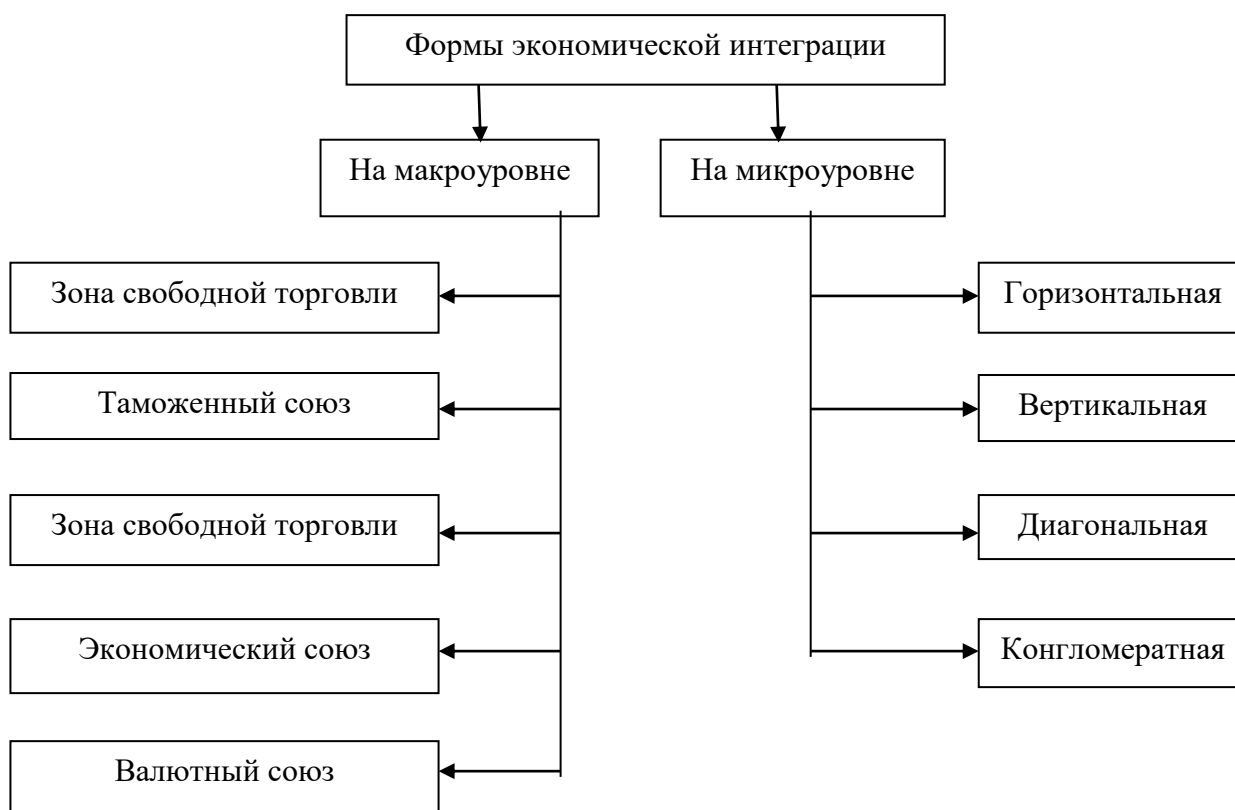 Формы экономической интеграции
На макроуровне
На микроуровне
Зона свободной торговли
Горизонтальная
Таможенный союз
Вертикальная
Зона свободной торговли
Диагональная
Экономический союз
Конгломератная
Валютный союз